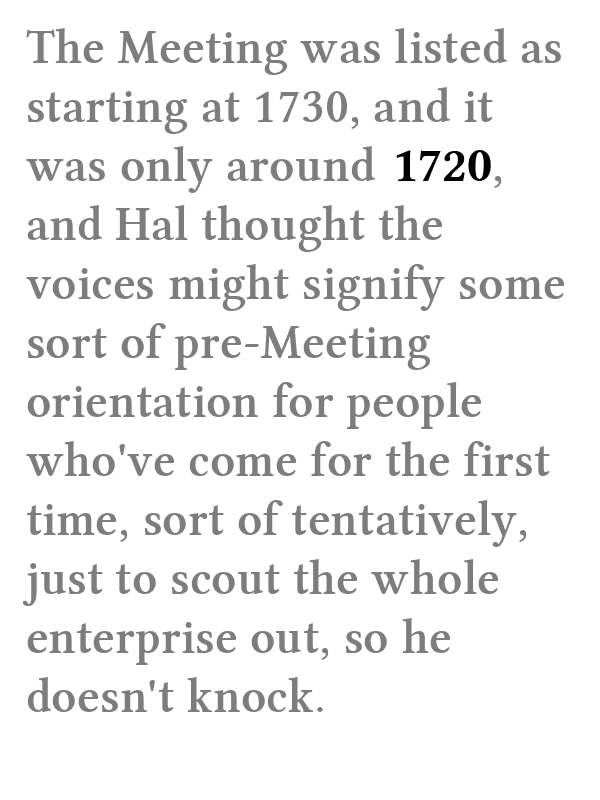 The Meeting was listed as
starting at 1730, and it
was only around 1720,
and Hal thought the
voices might signify some
sort of pre-Meeting
orientation for people
who've come for the first
time, sort of tentatively,
just to scout the whole
enterprise out, so he
doesn't knock.